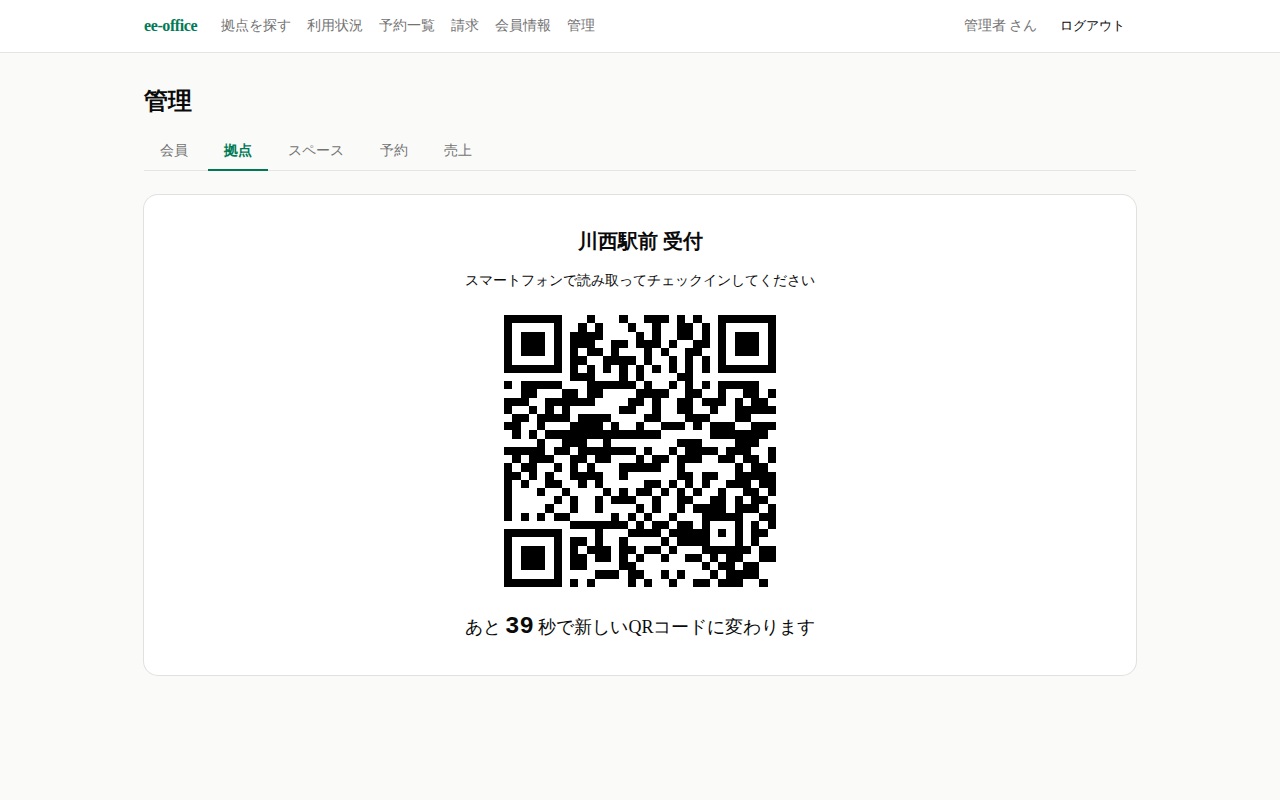 ee-office 拠点を探す 利用状況 予約一覧 請求 会員情報 管理 管理者 さん ログアウト
管理
会員 拠点 スペース 予約 売上
川西駅前 受付
スマートフォンで読み取ってチェックインしてください
あと 39 秒で新しいQRコードに変わります